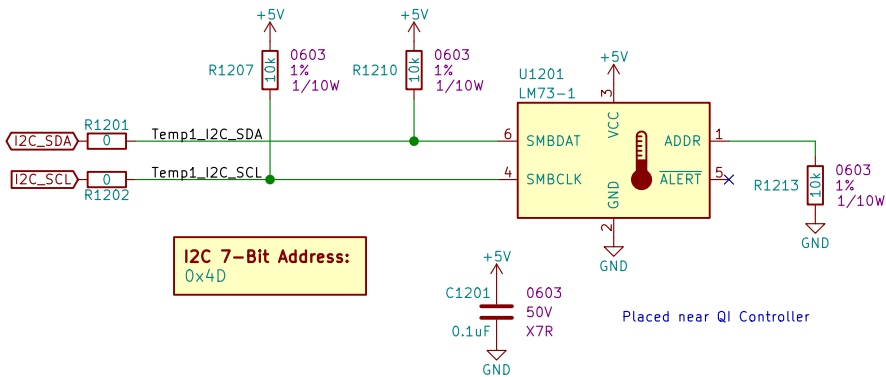 +5V
+5V
R1207
10k
0603
1%
1/10W
R1210
10k
0603
1%
1/10W
+5V
U1201
LM73-1
3
VCC
I2C_SDA
R1201
0
Temp1_I2C_SDA
6
SMBDAT
ADDR
1
I2C_SCL
0
R1202
Temp1_I2C_SCL
4
SMBCLK
ALERT
5
GND
2
GND
R1213
10k
0603
1%
1/10W
GND
I2C 7-Bit Address:
0x4D
+5V
C1201
0.1uF
0603
50V
X7R
GND
Placed near QI Controller